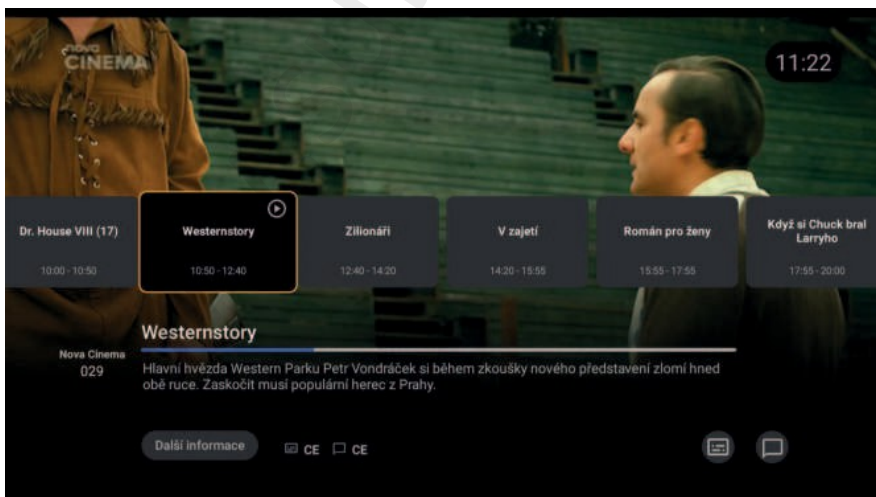 nova
CINEMA
11:22
Dr. House VIII (17)
10:00 - 10:50
Westernstory
10:50 - 12:40
Zilionáři
12:40 - 14:20
V zajetí
14:20 - 15:55
Román pro ženy
15:55 - 17:55
Když si Chuck bral
Larryho
17:55 - 20:00
Westernstory
Nova Cinema
029
Hlavní hvězda Western Parku Petr Vondráček si během zkoušky nového představení zlomí hned
obě ruce. Zaskočit musí populární herec z Prahy.
Další informace
CE
CE